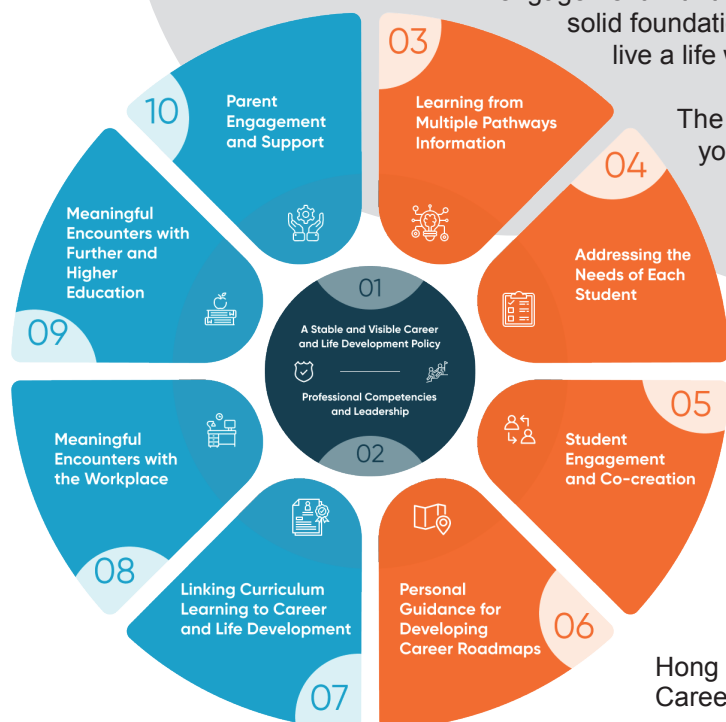 solid foundati
live a life
The
yo
01
A Stable and Visible Career
and Life Development Policy
Professional Competencies
and Leadership
02
03
Learning from
Multiple Pathways
Information
04
Addressing the
Needs of Each
Student
05
Student
Engagement
and Co-creation
06
Personal
Guidance for
Developing
Career Roadmaps
07
Linking Curriculum
Learning to Career
and Life Development
08
Meaningful
Encounters with
the Workplace
09
Meaningful
Encounters with
Further and
Higher
Education
10
Parent
Engagement
and Support
Hong
Caree